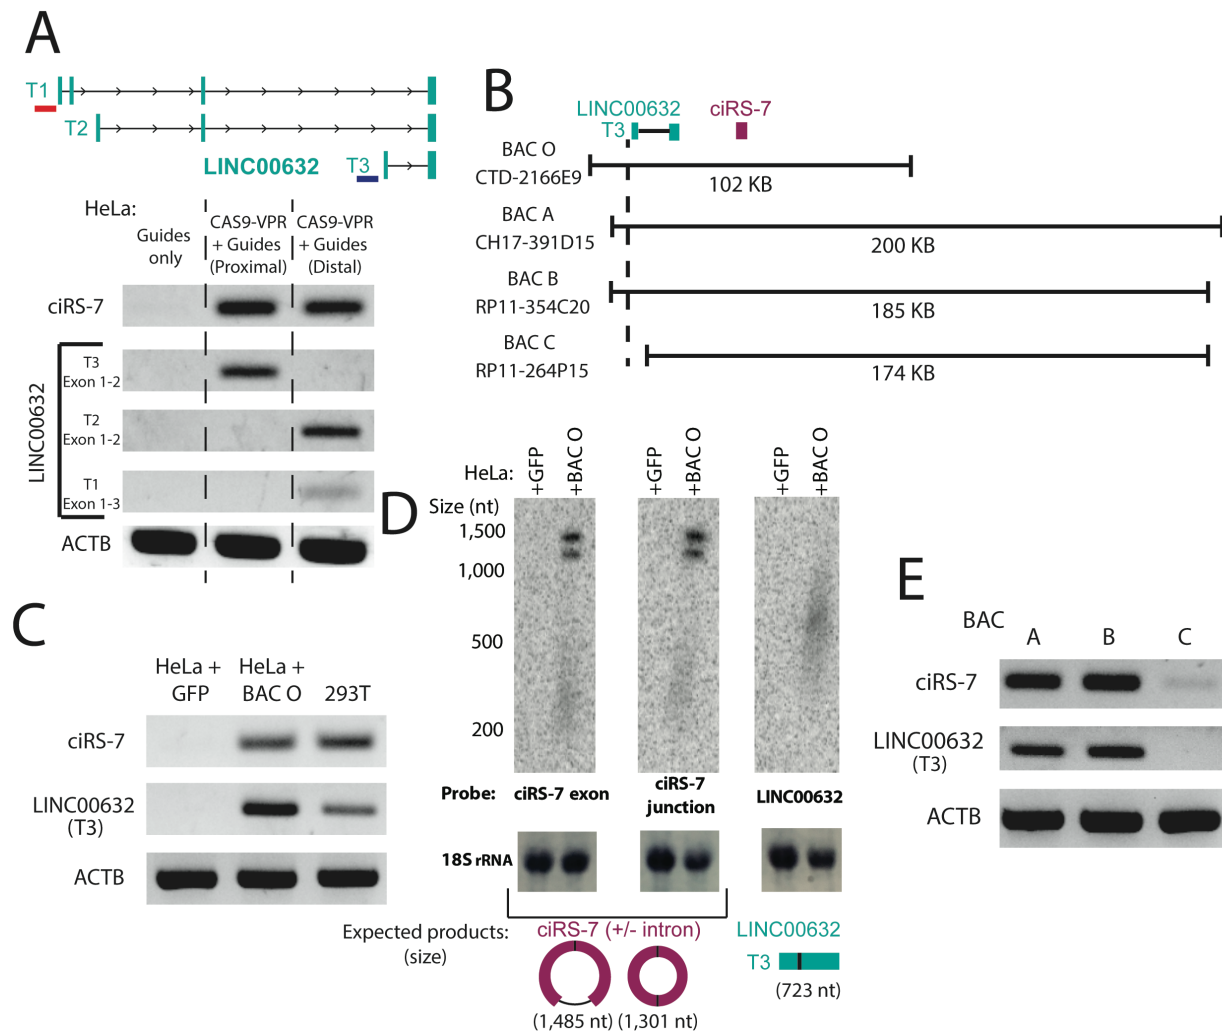 A
T1
T2
LINC00632
T3
HeLa:
Guides
only
CAS9-VPR
+ Guides
(Proximal)
CAS9-VPR
+ Guides
(Distal)
ciRS-7
LINC00632
T3
Exon 1-2
T2
Exon 1-2
T1
Exon 1-3
ACTB
B
LINC00632
T3
ciRS-7
BAC O
CTD-2166E9
102 KB
BAC A
CH17-391D15
200 KB
BAC B
RP11-354C20
185 KB
BAC C
RP11-264P15
174 KB
C
HeLa +
GFP
HeLa +
BAC O
293T
ciRS-7
LINC00632
(T3)
ACTB
D
HeLa:
+GFP
+BAC O
+GFP
+BAC O
+GFP
+BAC O
Size (nt)
1,500
1,000
500
200
Probe:
ciRS-7 exon
ciRS-7
junction
LINC00632
18S rRNA
Expected products:
(size)
ciRS-7 (+/- intron)
(1,485 nt)
(1,301 nt)
LINC00632
T3
(723 nt)
E
BAC
A
B
C
ciRS-7
LINC00632
(T3)
ACTB